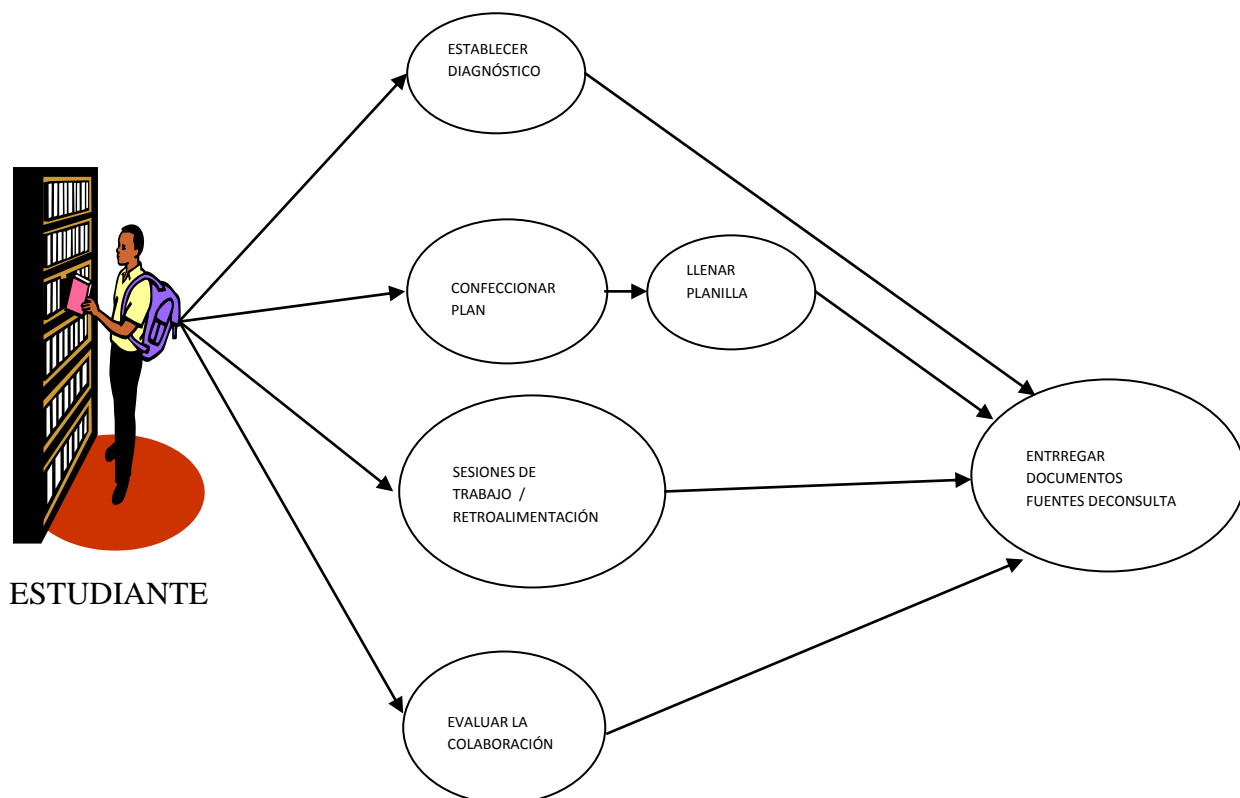 ESTABLECER
DIAGNÓSTICO
CONFECCIONAR
PLAN
LLENAR
PLANILLA
SESIONES DE
TRABAJO  /
RETROALIMENTACIÓN
ENTRREGAR
DOCUMENTOS
FUENTES DECONSULTA
ESTUDIANTE
EVALUAR LA
COLABORACIÓN